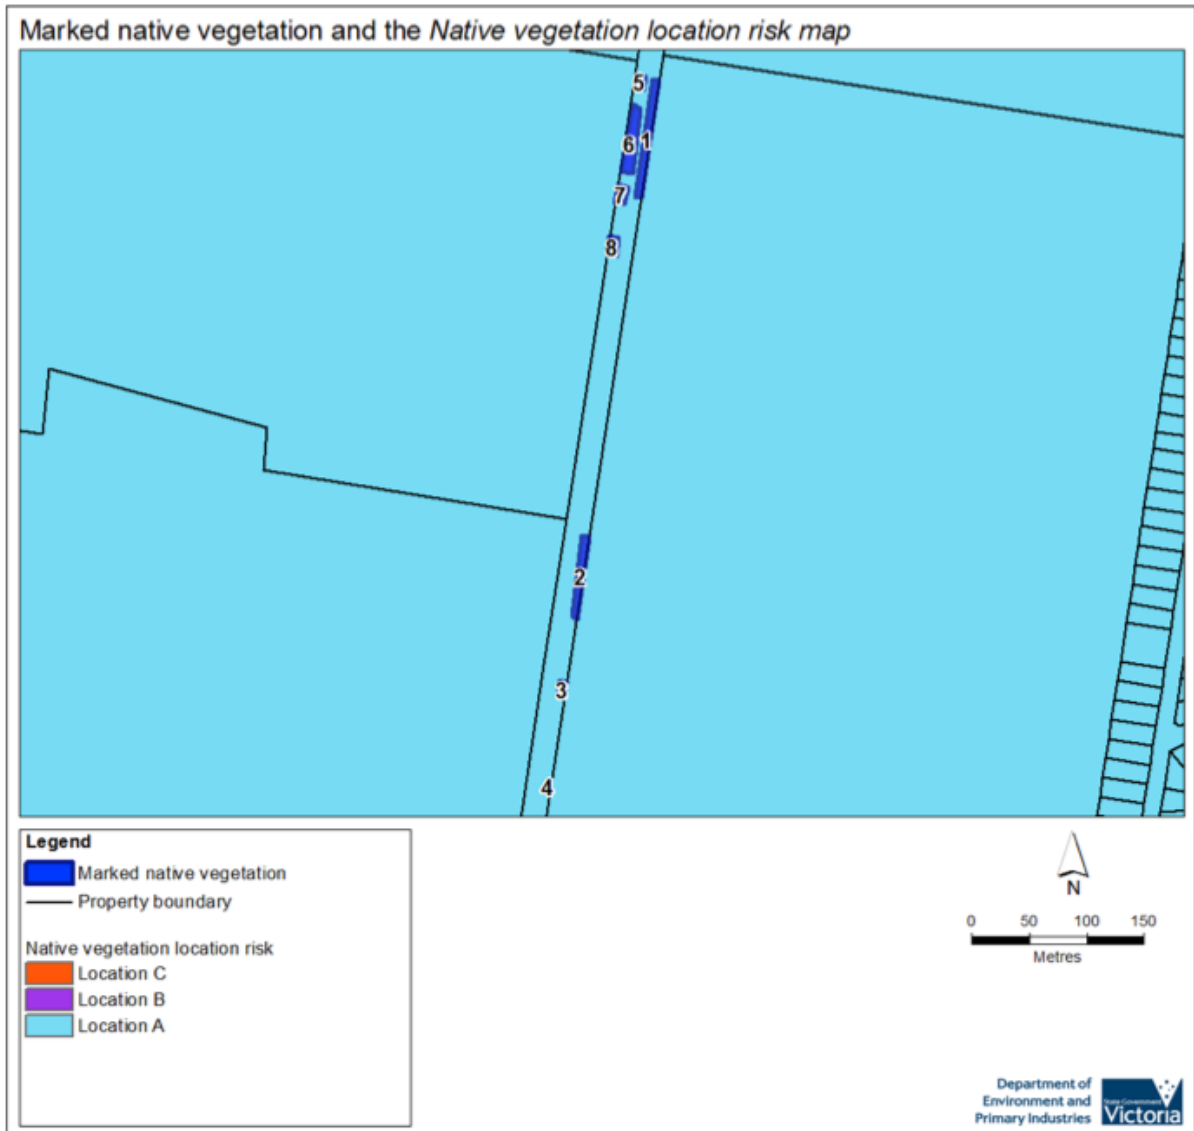 Marked native vegetation and the Native vegetation location risk map
5
1
6
7
8
2
3
4
Legend
Marked native vegetation
Property boundary
Native vegetation location risk
Location C
Location B
Location A
N
0 50 100 150
Metres
Department of
Environment and
Primary Industries
State Government
Victoria